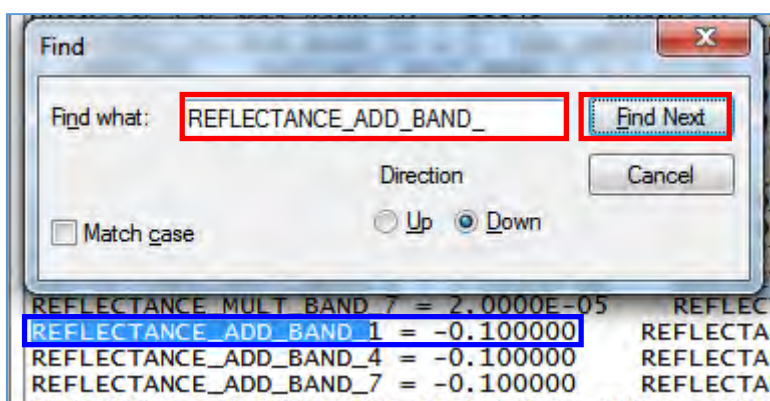 Find
Find what: REFLECTANCE_ADD_BAND_ Find Next
Direction Cancel
Match case Up Down
REFLECTANCE_MULT_BAND_7 = 2.0000E-05 REFLEC
REFLECTANCE_ADD_BAND_1 = -0.100000 REFLECTA
REFLECTANCE_ADD_BAND_4 = -0.100000 REFLECTA
REFLECTANCE_ADD_BAND_7 = -0.100000 REFLECTA